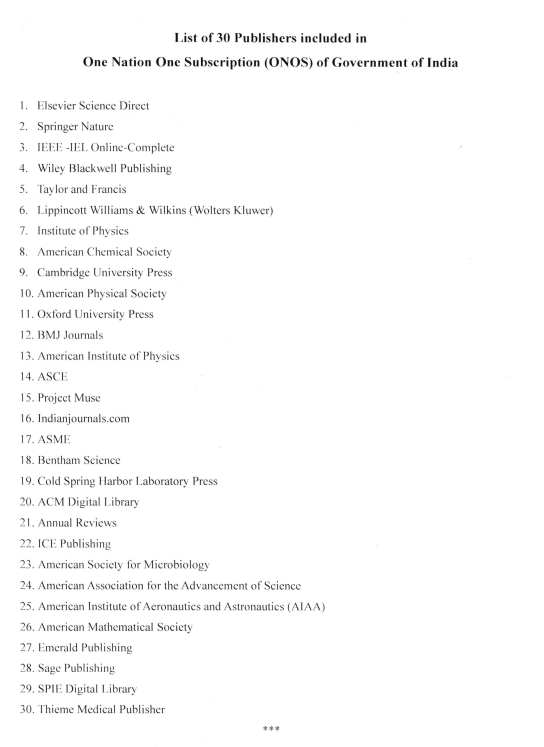 List of 30 Publishers included in
One Nation One Subscription (ONOS) of Government of India
1. Elsevier Science Direct
2. Springer Nature
3. IEEE -IEL Online-Complete
4. Wiley Blackwell Publishing
5. Taylor and Francis
6. Lippincott Williams & Wilkins (Wolters Kluwer)
7. Institute of Physics
8. American Chemical Society
9. Cambridge University Press
10. American Physical Society
11. Oxford University Press
12. BMJ Journals
13. American Institute of Physics
14. ASCE
15. Project Muse
16. Indianjournals.com
17. ASME
18. Bentham Science
19. Cold Spring Harbor Laboratory Press
20. ACM Digital Library
21. Annual Reviews
22. ICE Publishing
23. American Society for Microbiology
24. American Association for the Advancement of Science
25. American Institute of Aeronautics and Astronautics (AIAA)
26. American Mathematical Society
27. Emerald Publishing
28. Sage Publishing
29. SPIE Digital Library
30. Thieme Medical Publisher
***